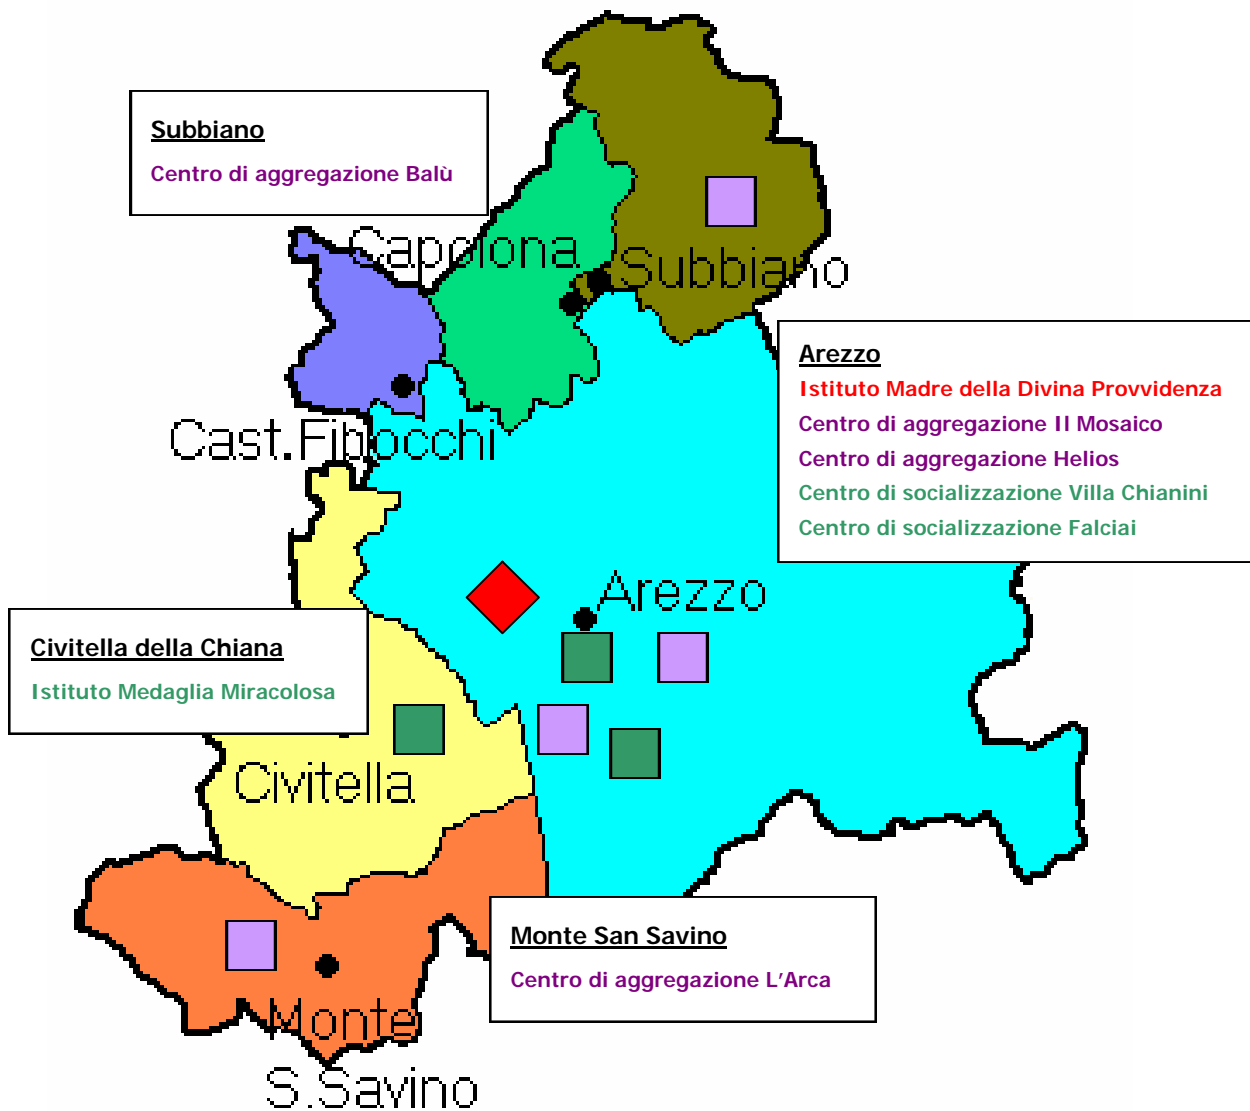 Subbiano
Centro di aggregazione Balù
Capolona
Subbiano
Arezzo
Istituto Madre della Divina Provvidenza
Centro di aggregazione Il Mosaico
Centro di aggregazione Helios
Centro di socializzazione Villa Chianini
Centro di socializzazione Falciai
Cast.Fibocchi
Arezzo
Civitella della Chiana
Istituto Medaglia Miracolosa
Civitella
Monte San Savino
Centro di aggregazione L'Arca
Monte
S.Savino